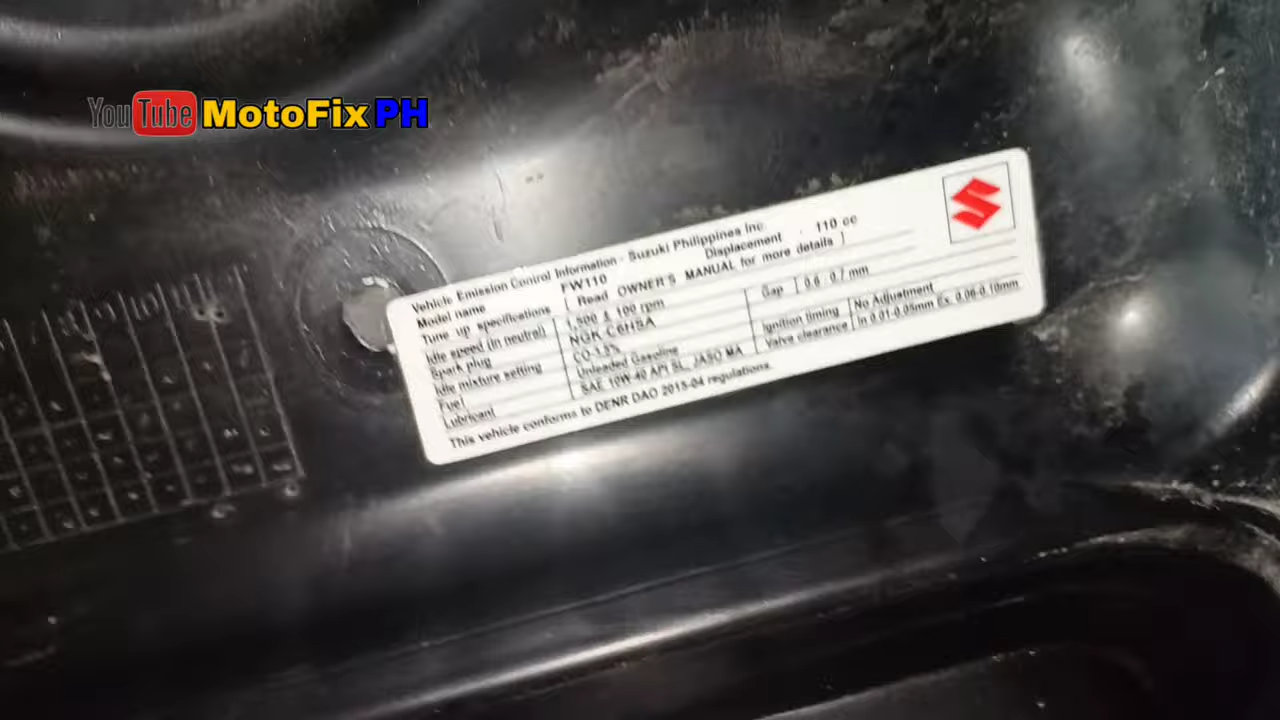 YouTube MotoFix PH
Vehicle Emission Control Information - Suzuki Philippines Inc
Model name FW110 Displacement 110 cc
Tune up specifications [ Read OWNER'S MANUAL for more details ]
Idle speed (in neutral) 1,500 ± 100 rpm
Spark plug NGK C6HSA Gap 0.6 - 0.7 mm
Idle mixture setting CO-1.5% Ignition timing No Adjustment
Fuel Unleaded Gasoline Valve clearance In 0.01-0.05mm Ex. 0.06-0.10mm
Lubricant SAE 10W-40 API SL, JASO MA
This vehicle conforms to DENR DAO 2015-04 regulations.